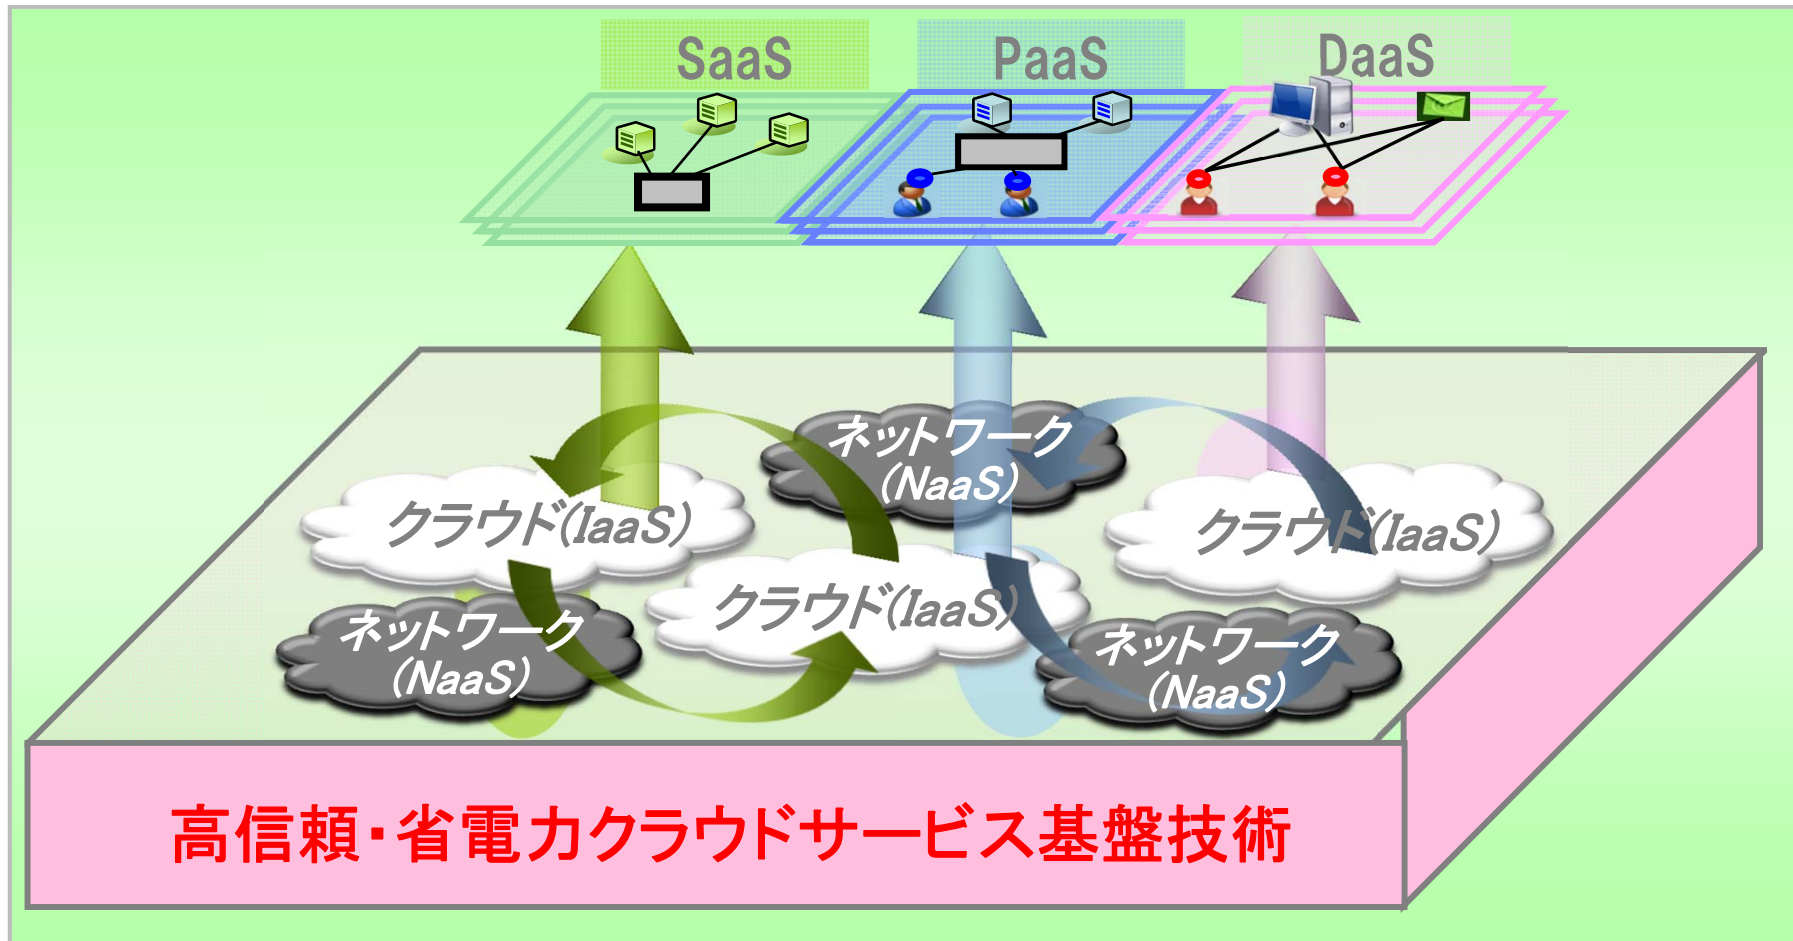 SaaS
PaaS
DaaS
ネットワーク
(NaaS)
クラウド(IaaS)
クラウド(IaaS)
クラウド(IaaS)
ネットワーク
(NaaS)
ネットワーク
(NaaS)
高信頼・省電力クラウドサービス基盤技術